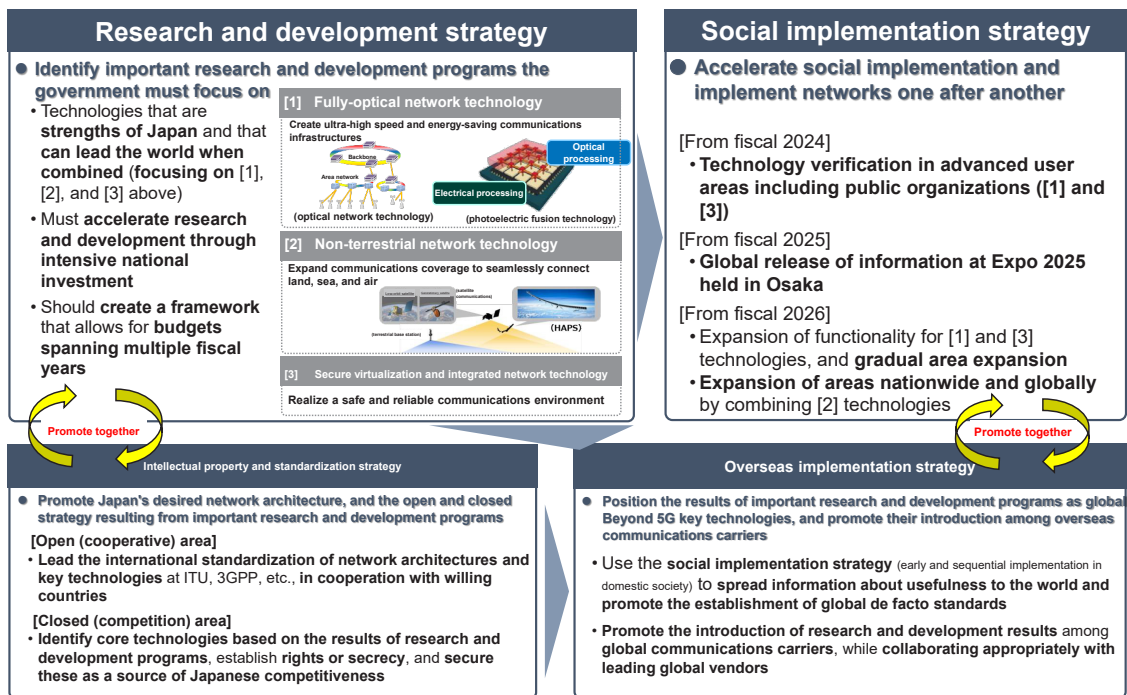 Research and development strategy
● Identify important research and development programs the
government must focus on
• Technologies that are
strengths of Japan and that
can lead the world when
combined (focusing on [1],
[2], and [3] above)
• Must accelerate research
and development through
intensive national
investment
• Should create a framework
that allows for budgets
spanning multiple fiscal
years
[1] Fully-optical network technology
Create ultra-high speed and energy-saving communications
infrastructures
Backbone
Area network
(optical network technology)
Optical
processing
Electrical processing
(photoelectric fusion technology)
[2] Non-terrestrial network technology
Expand communications coverage to seamlessly connect
land, sea, and air
(satellite
communications)
(terrestrial base station)
(HAPS)
[3] Secure virtualization and integrated network technology
Realize a safe and reliable communications environment
Promote together
Social implementation strategy
● Accelerate social implementation and
implement networks one after another
[From fiscal 2024]
• Technology verification in advanced user
areas including public organizations ([1] and
[3])
[From fiscal 2025]
• Global release of information at Expo 2025
held in Osaka
[From fiscal 2026]
• Expansion of functionality for [1] and [3]
technologies, and gradual area expansion
• Expansion of areas nationwide and globally
by combining [2] technologies
Promote together
Intellectual property and standardization strategy
● Promote Japan's desired network architecture, and the open and closed
strategy resulting from important research and development programs
[Open (cooperative) area]
• Lead the international standardization of network architectures and
key technologies at ITU, 3GPP, etc., in cooperation with willing
countries
[Closed (competition) area]
• Identify core technologies based on the results of research and
development programs, establish rights or secrecy, and secure
these as a source of Japanese competitiveness
Overseas implementation strategy
● Position the results of important research and development programs as global
Beyond 5G key technologies, and promote their introduction among overseas
communications carriers
• Use the social implementation strategy (early and sequential implementation in
domestic society) to spread information about usefulness to the world and
promote the establishment of global de facto standards
• Promote the introduction of research and development results among
global communications carriers, while collaborating appropriately with
leading global vendors